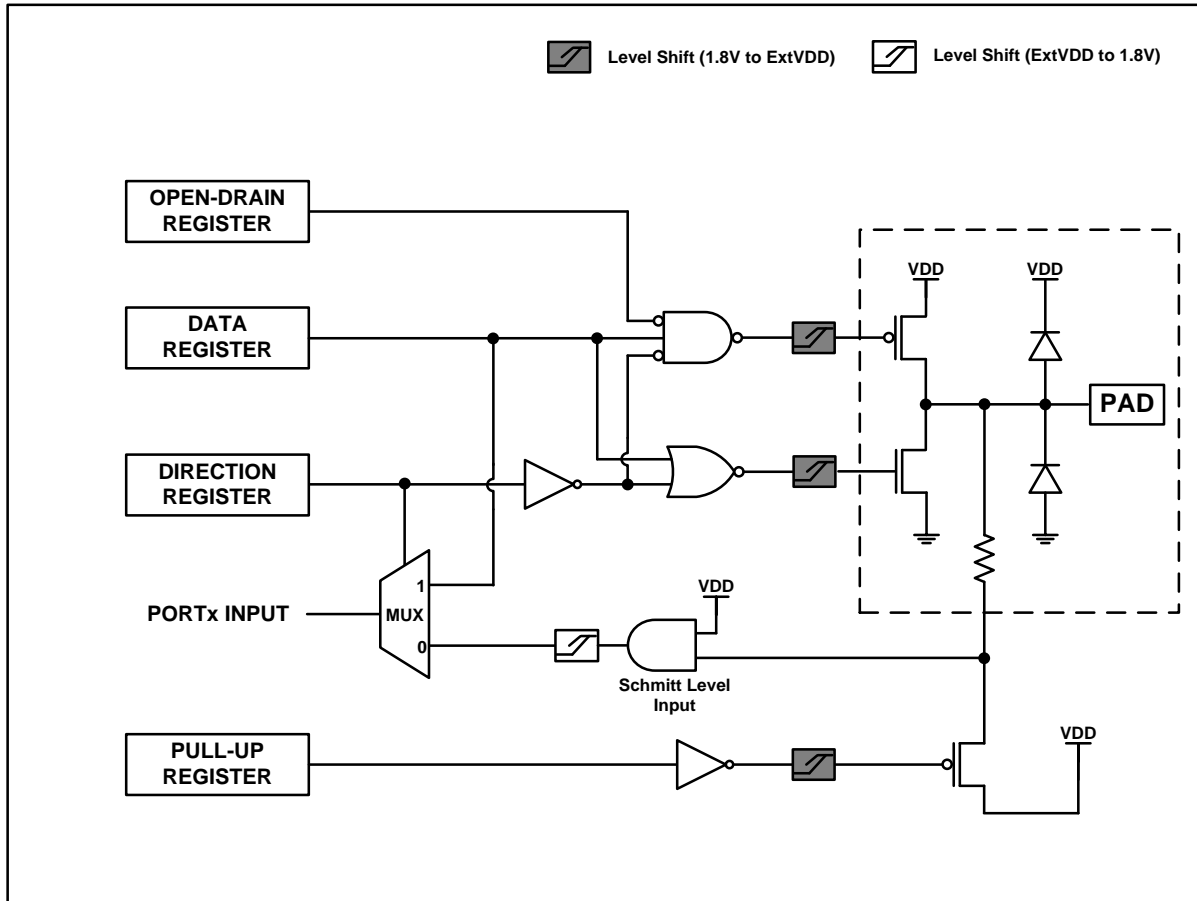 Level Shift (1.8V to ExtVDD)
Level Shift (ExtVDD to 1.8V)
OPEN-DRAIN
REGISTER
VDD
VDD
DATA
REGISTER
PAD
DIRECTION
REGISTER
VDD
1
PORTx INPUT
MUX
0
Schmitt Level
Input
PULL-UP
REGISTER
VDD